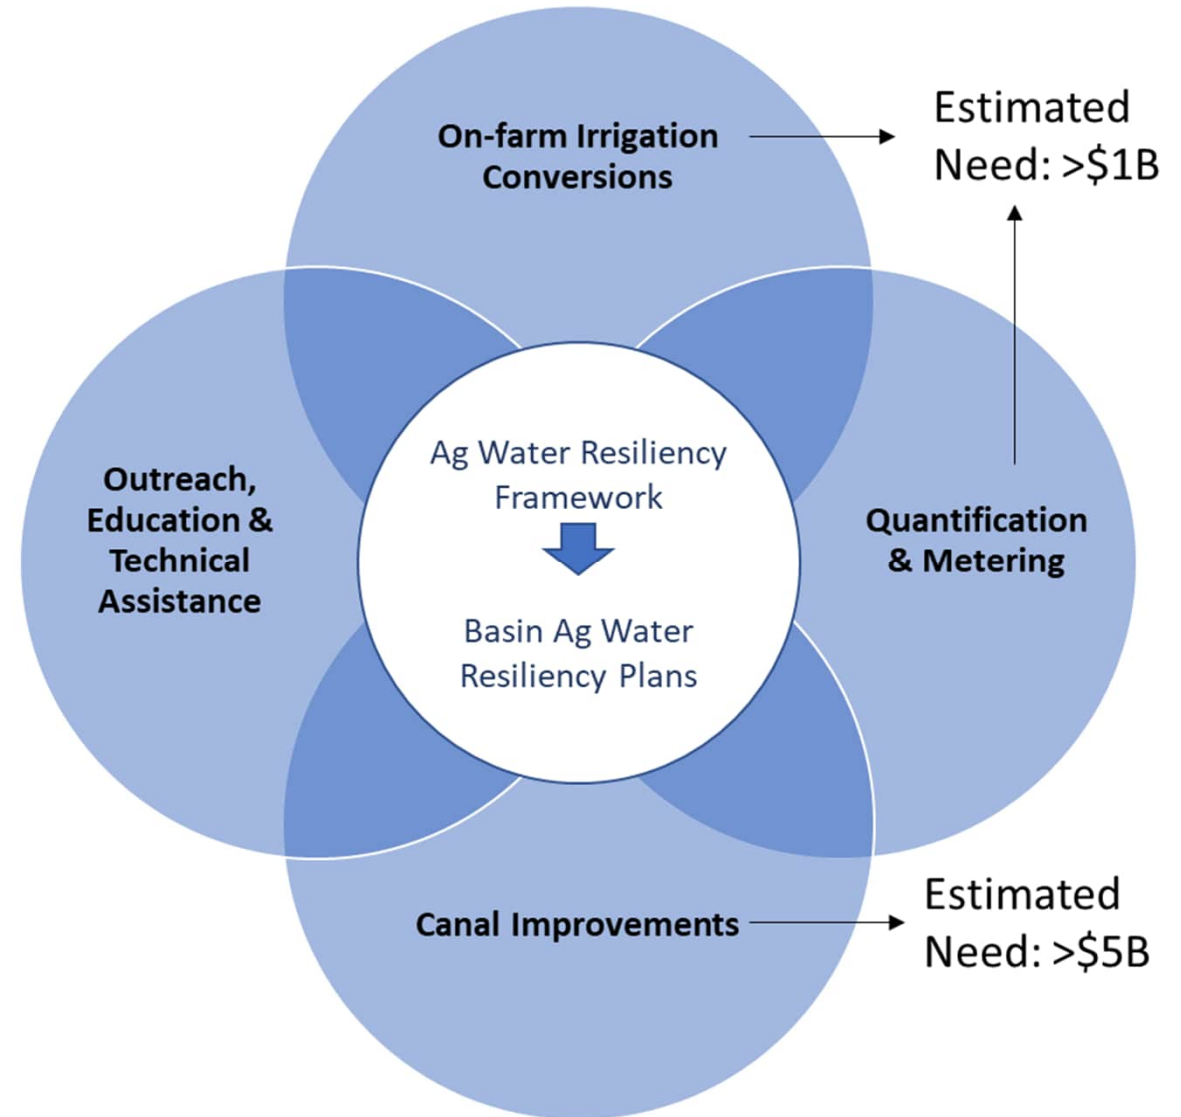 On-farm Irrigation
Conversions
Estimated
Need: >$1B
Outreach,
Education &
Technical
Assistance
Ag Water Resiliency
Framework
Basin Ag Water
Resiliency Plans
Quantification
& Metering
Canal Improvements
Estimated
Need: >$5B